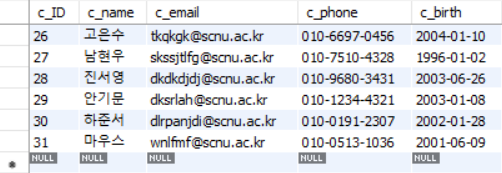 c_ID c_name c_email c_phone c_birth
26 고은수 tkqkgk@scnu.ac.kr 010-6697-0456 2004-01-10
27 남현우 skssjtlfg@scnu.ac.kr 010-7510-4328 1996-01-02
28 진서영 dkdkdjdj@scnu.ac.kr 010-9680-3431 2003-06-26
29 안기문 dksrlah@scnu.ac.kr 010-1234-4321 2003-01-08
30 하준서 dlrpanjdi@scnu.ac.kr 010-0191-2307 2002-01-28
31 마우스 wnlfmf@scnu.ac.kr 010-0513-1036 2001-06-09
NULL NULL NULL NULL NULL